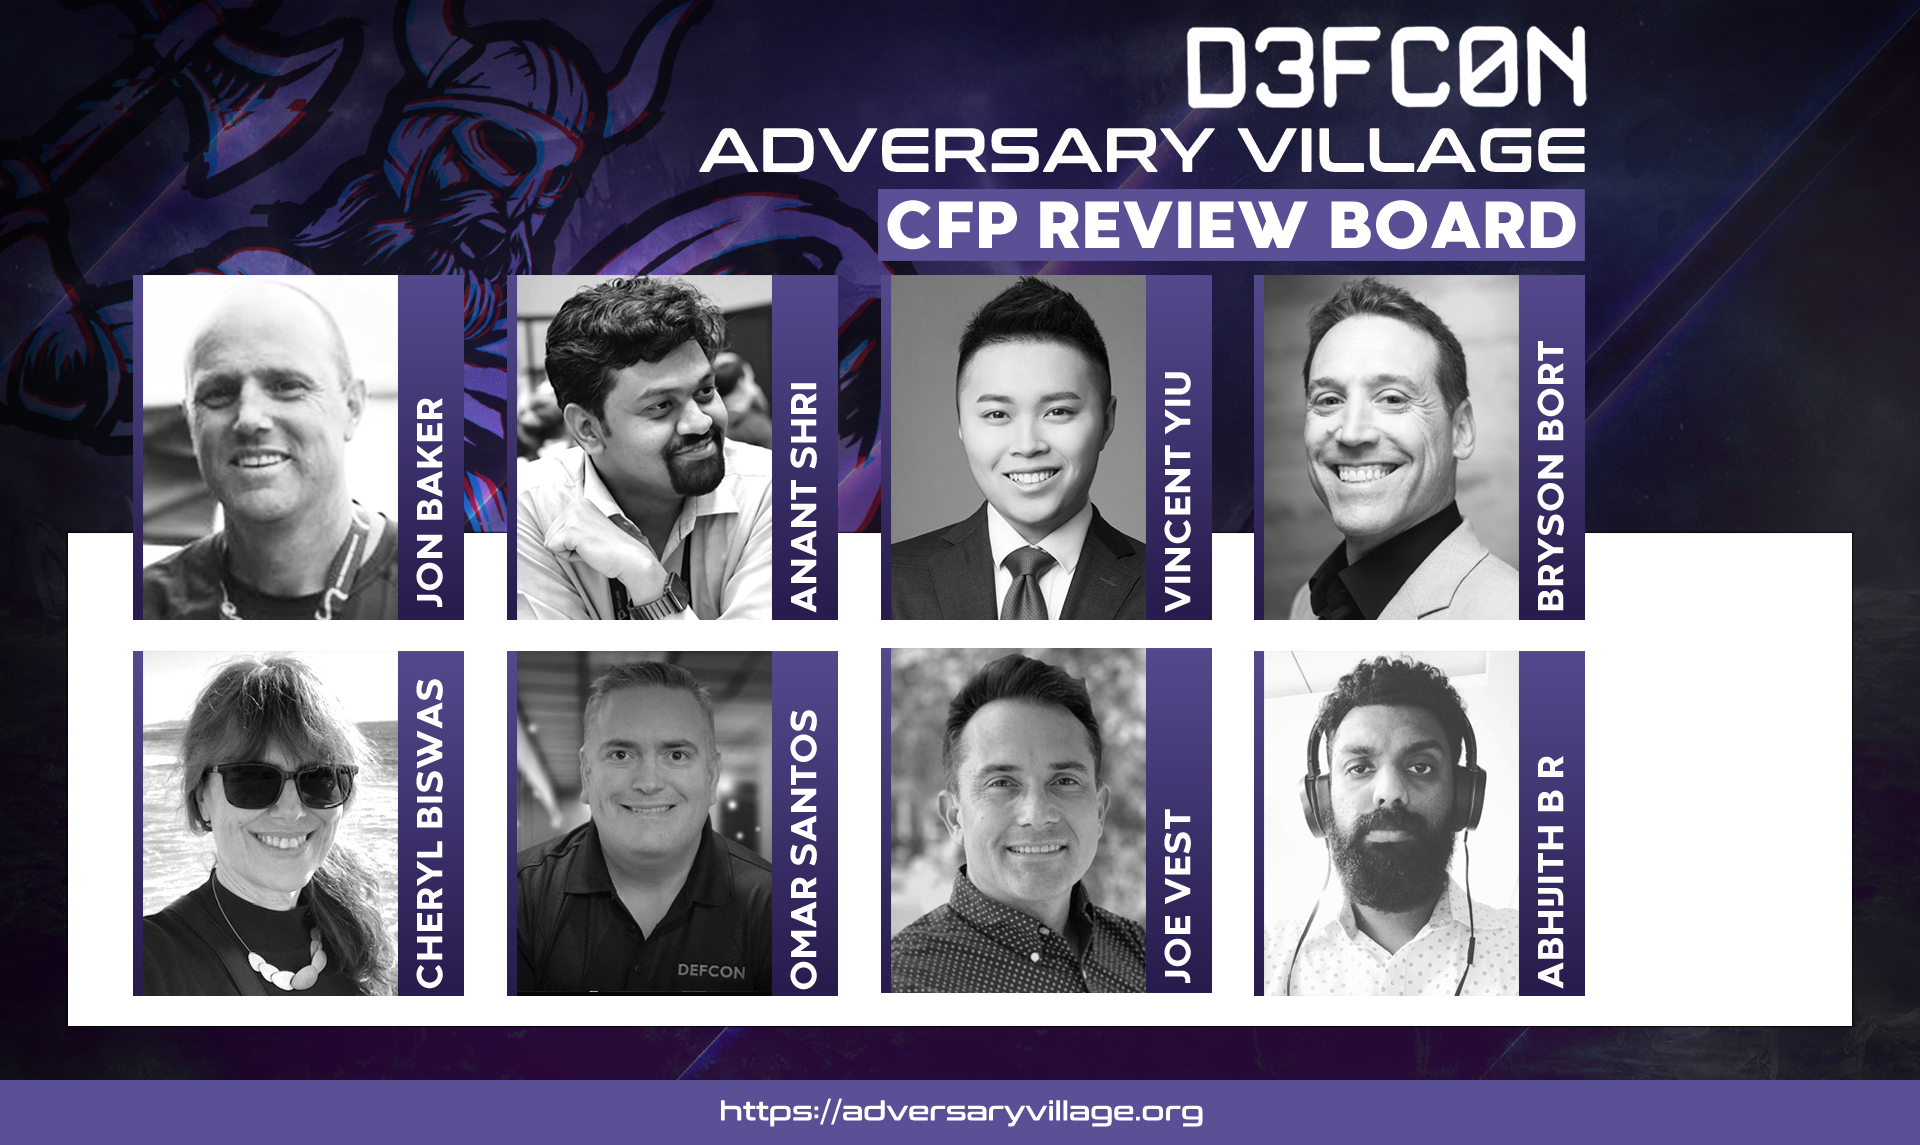 D3FC0N
ADVERSARY VILLAGE
CFP REVIEW BOARD
JON BAKER
ANANT SHRI
VINCENT YIU
BRYSON BORT
CHERYL BISWAS
OMAR SANTOS
DEFCON
JOE VEST
ABHIJITH B R
https://adversaryvillage.org